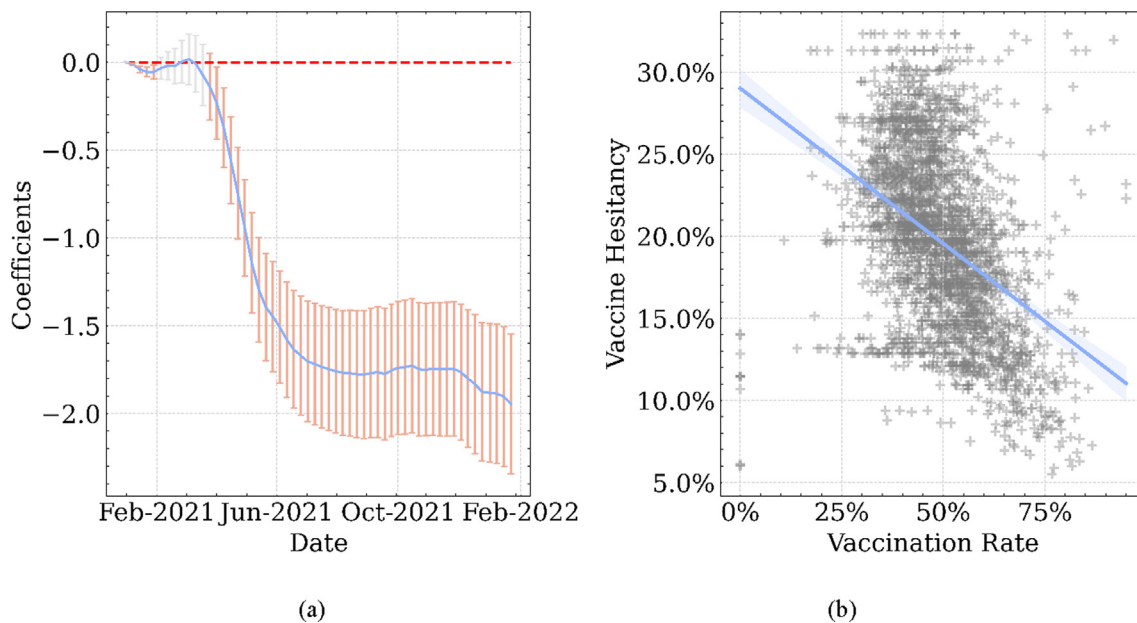 0.0
−0.5
−1.0
−1.5
−2.0
Coefficients
Feb-2021 Jun-2021 Oct-2021 Feb-2022
Date
(a)
30.0%
25.0%
20.0%
15.0%
10.0%
5.0%
Vaccine Hesitancy
0% 25% 50% 75%
Vaccination Rate
(b)